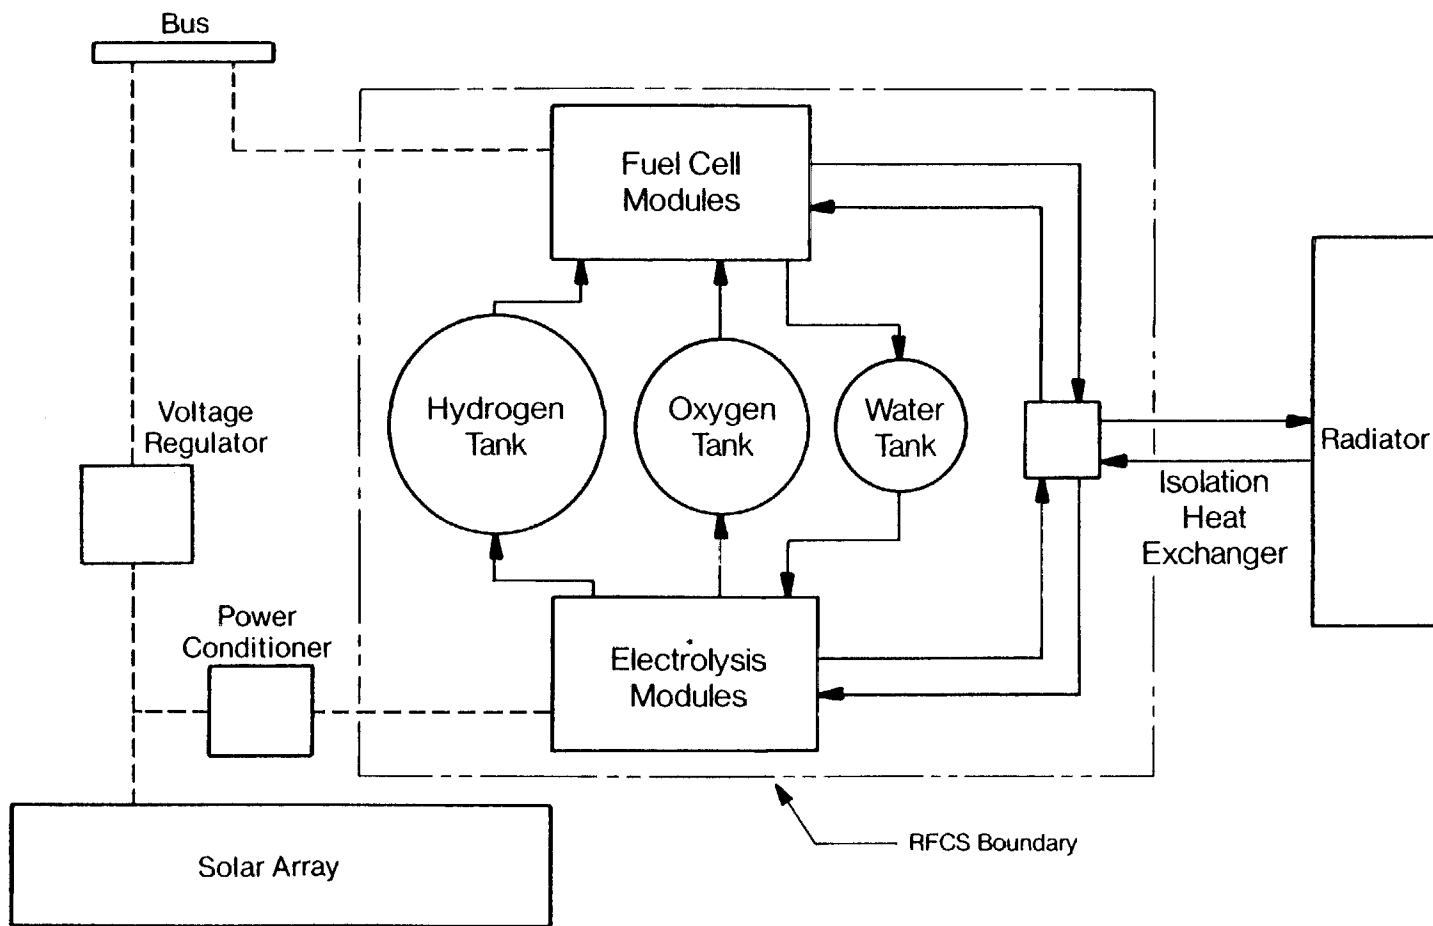 Bus
Fuel Cell
Modules
Hydrogen
Tank
Oxygen
Tank
Water
Tank
Voltage
Regulator
Radiator
Isolation
Heat
Exchanger
Power
Conditioner
Electrolysis
Modules
RFCS Boundary
Solar Array